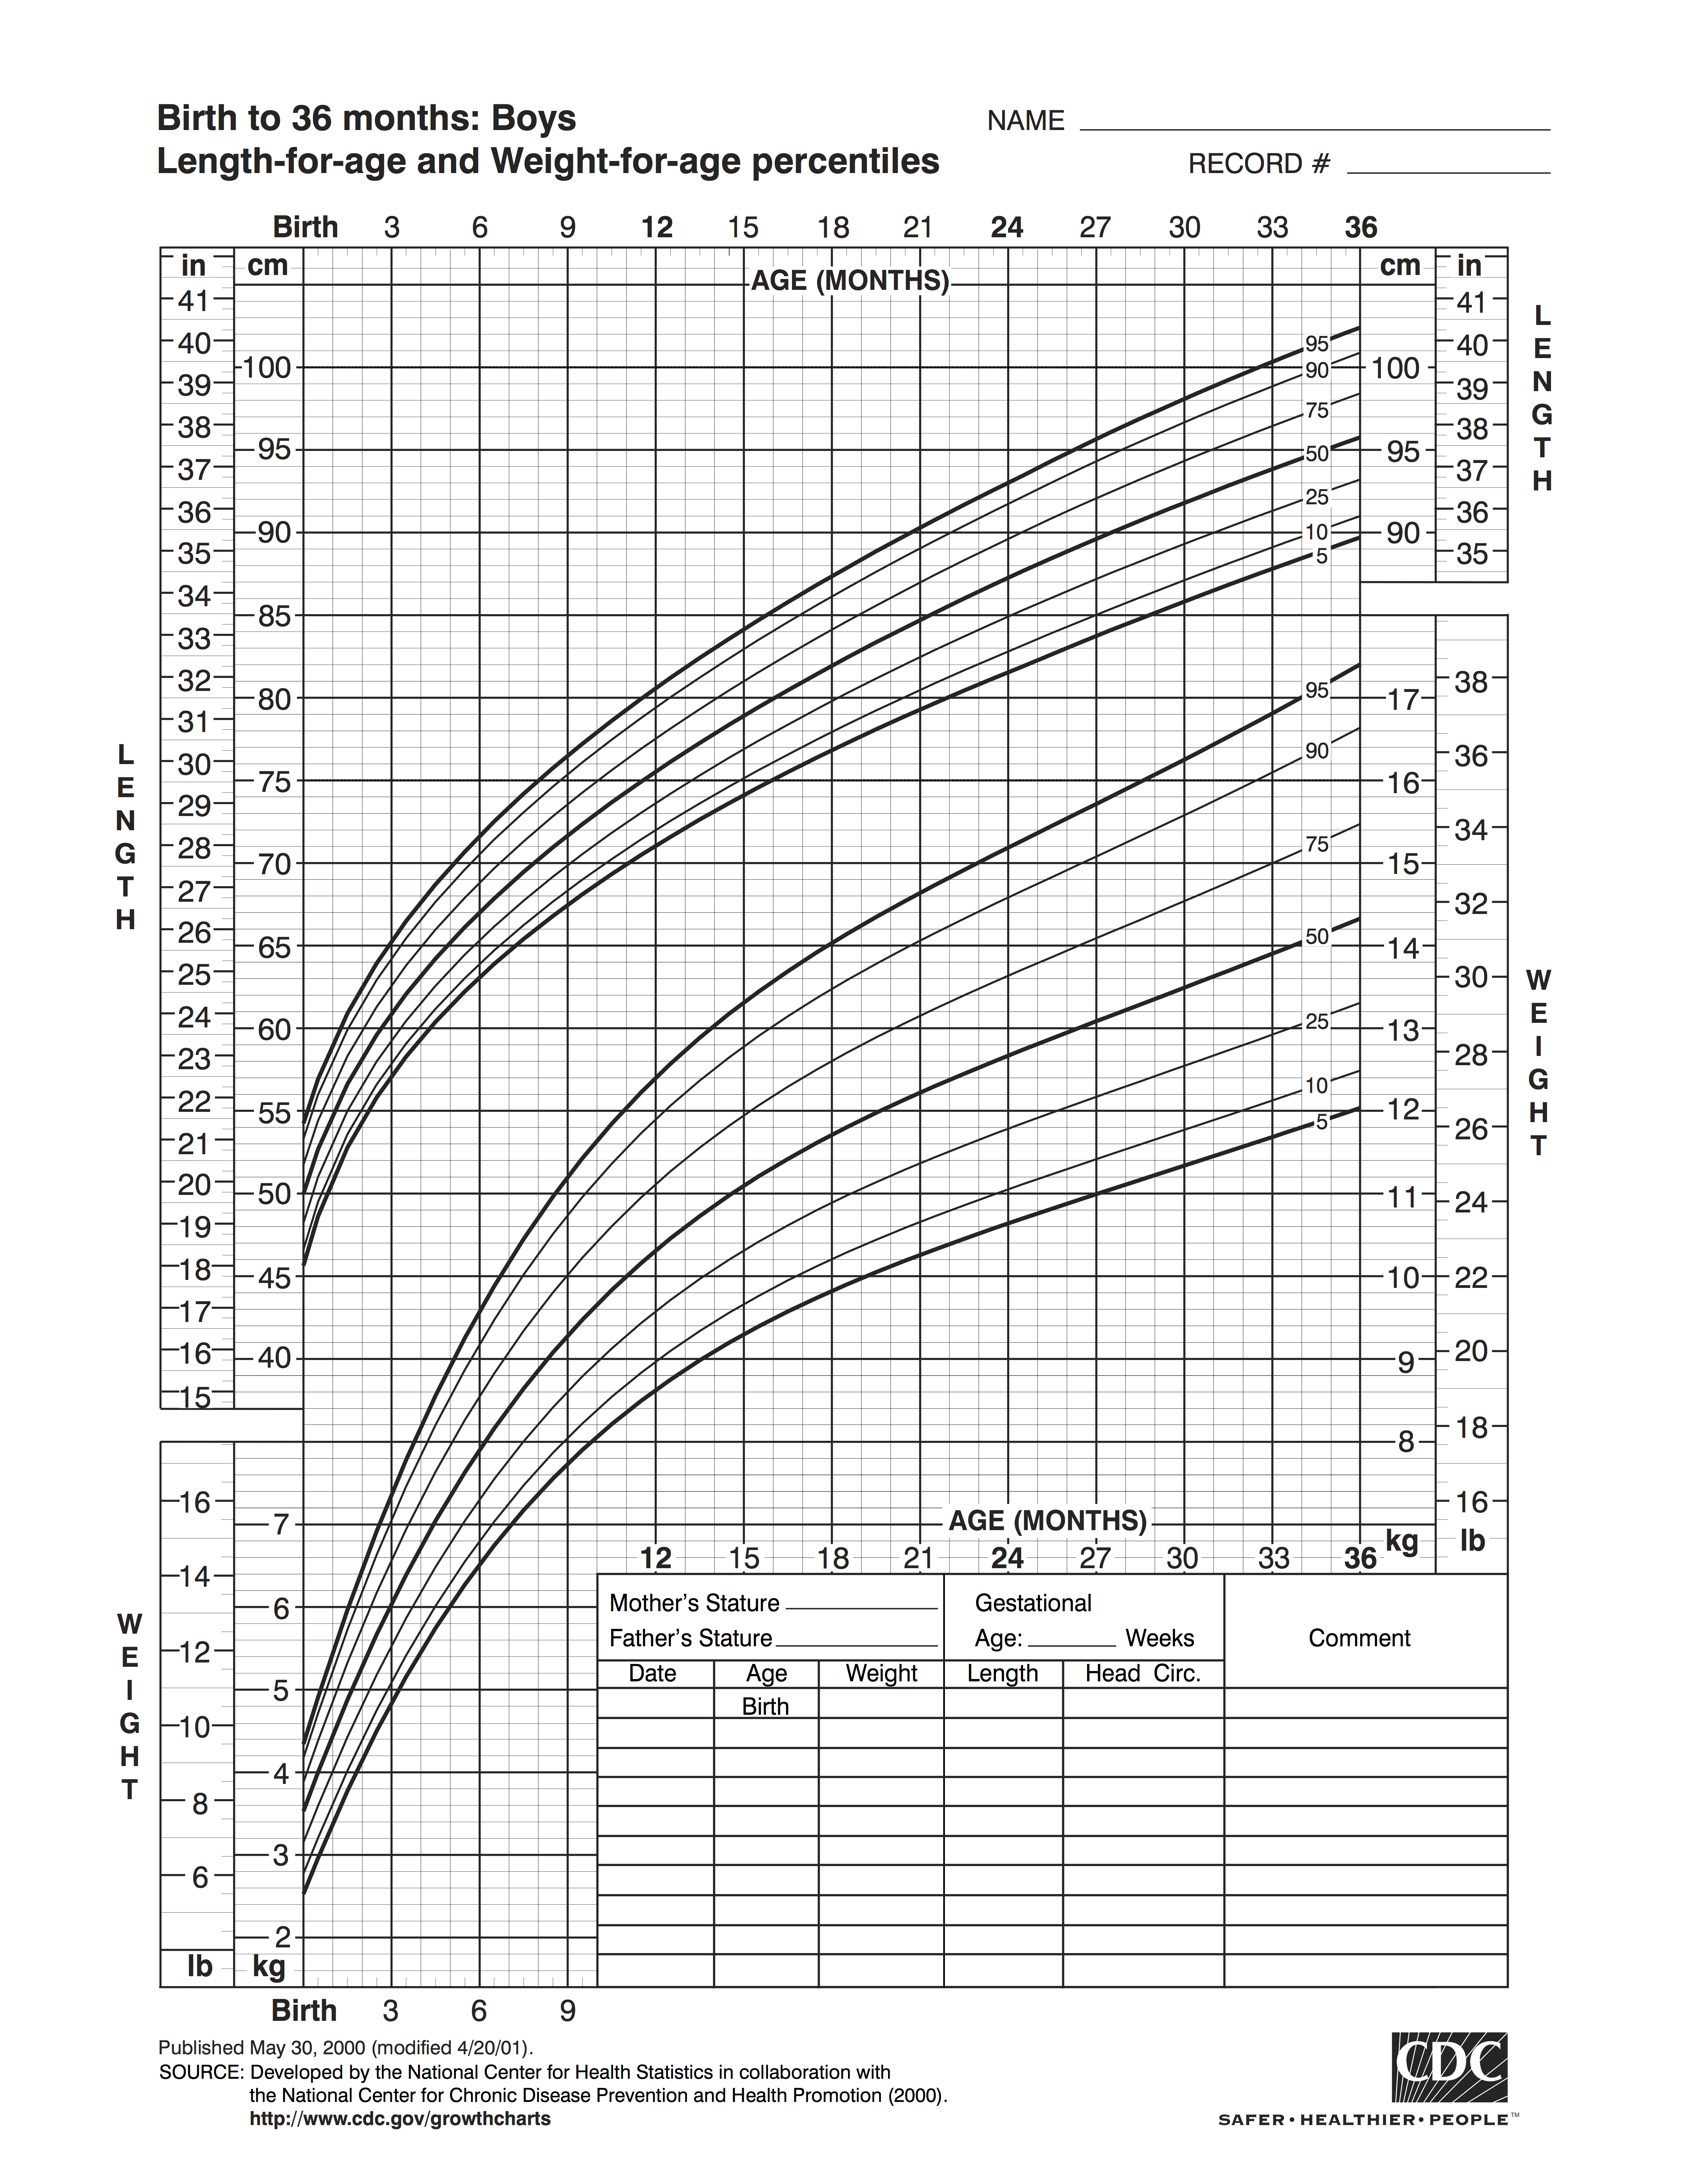 Birth to 36 months: Boys
NAME
Length-for-age and Weight-for-age percentiles
RECORD #
Birth 3 6 9 12 15 18 21 24 27 30 33 36
in cm AGE (MONTHS) cm in
41 41
40 95 40
100 90 100
39 39
38 75 38
95 50 95
37 37
36 25 36
90 10 90
35 5 35
34
85
33
32 95 38
80 17
31
30 90 36
75 16
29
28 75 34
70 15
27
26 50 32
65 14
25 30
24 25
60 13
23 28
22 10
55 5 12
21 26
20
50 11
19 24
18
45 10 22
17
16
40 9 20
15
8 18
16 16
7 AGE (MONTHS) kg lb
12 15 18 21 24 27 30 33 36
14
6
12
5
10
4
8
3
6
2
lb kg
Birth 3 6 9
LENGTH
LENGTH
WEIGHT
WEIGHT
Mother’s Stature
Father’s Stature
Gestational
Age: Weeks
Comment
Date Age Weight Length Head Circ.
Birth
Published May 30, 2000 (modified 4/20/01).
SOURCE: Developed by the National Center for Health Statistics in collaboration with
the National Center for Chronic Disease Prevention and Health Promotion (2000).
http://www.cdc.gov/growthcharts
CDC
SAFER • HEALTHIER • PEOPLE™